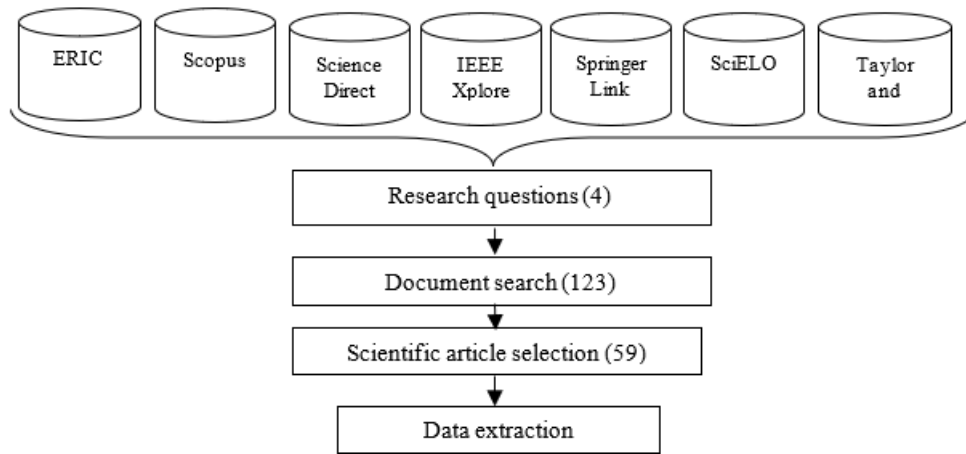 ERIC
Scopus
Science
Direct
IEEE
Xplore
Springer
Link
SciELO
Taylor
and
Research questions (4)
Document search (123)
Scientific article selection (59)
Data extraction